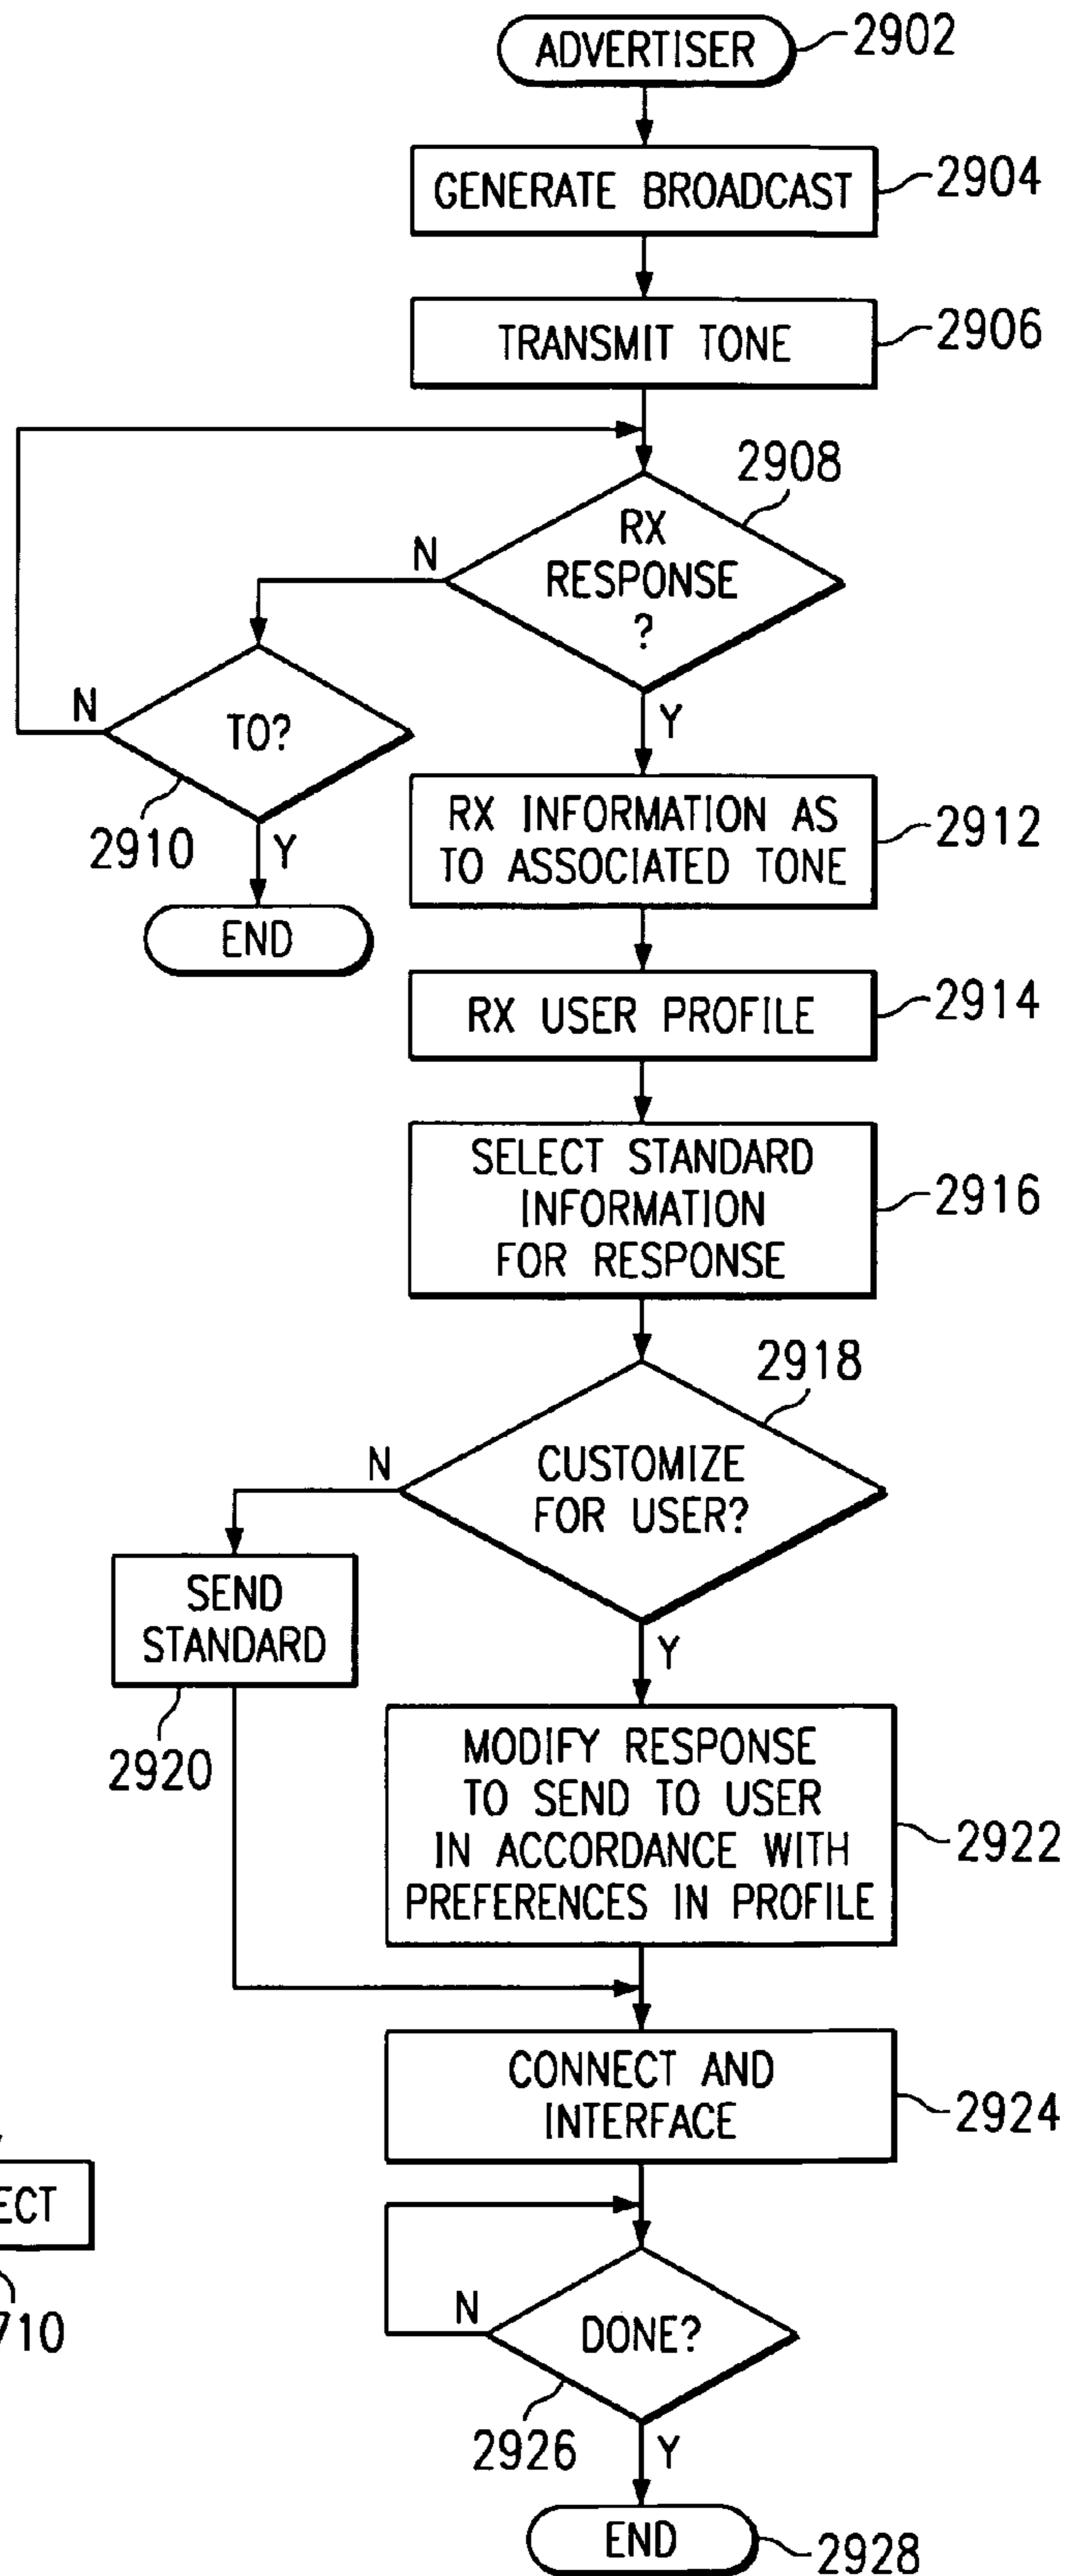 ADVERTISER
2902
GENERATE BROADCAST
2904
TRANSMIT TONE
2906
2908
RX
RESPONSE
?
N
Y
N
TO?
2910
Y
END
RX INFORMATION AS
TO ASSOCIATED TONE
2912
RX USER PROFILE
2914
SELECT STANDARD
INFORMATION
FOR RESPONSE
2916
2918
CUSTOMIZE
FOR USER?
N
Y
SEND
STANDARD
2920
MODIFY RESPONSE
TO SEND TO USER
IN ACCORDANCE WITH
PREFERENCES IN PROFILE
2922
CONNECT AND
INTERFACE
2924
ECT
710
N
DONE?
2926
Y
END
2928